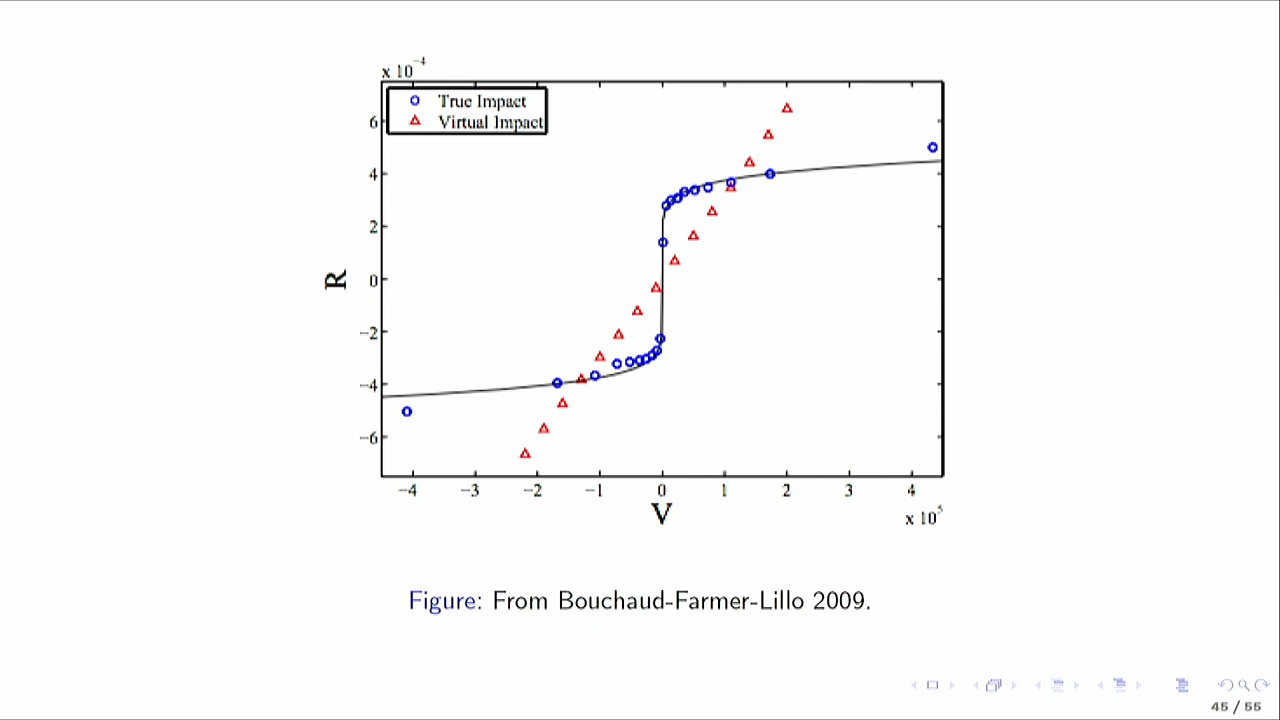 x 10⁻⁴
True Impact
Virtual Impact
6
4
2
0
−2
−4
−6
R
−4 −3 −2 −1 0 1 2 3 4
V
x 10⁵
Figure: From Bouchaud-Farmer-Lillo 2009.
45 / 55